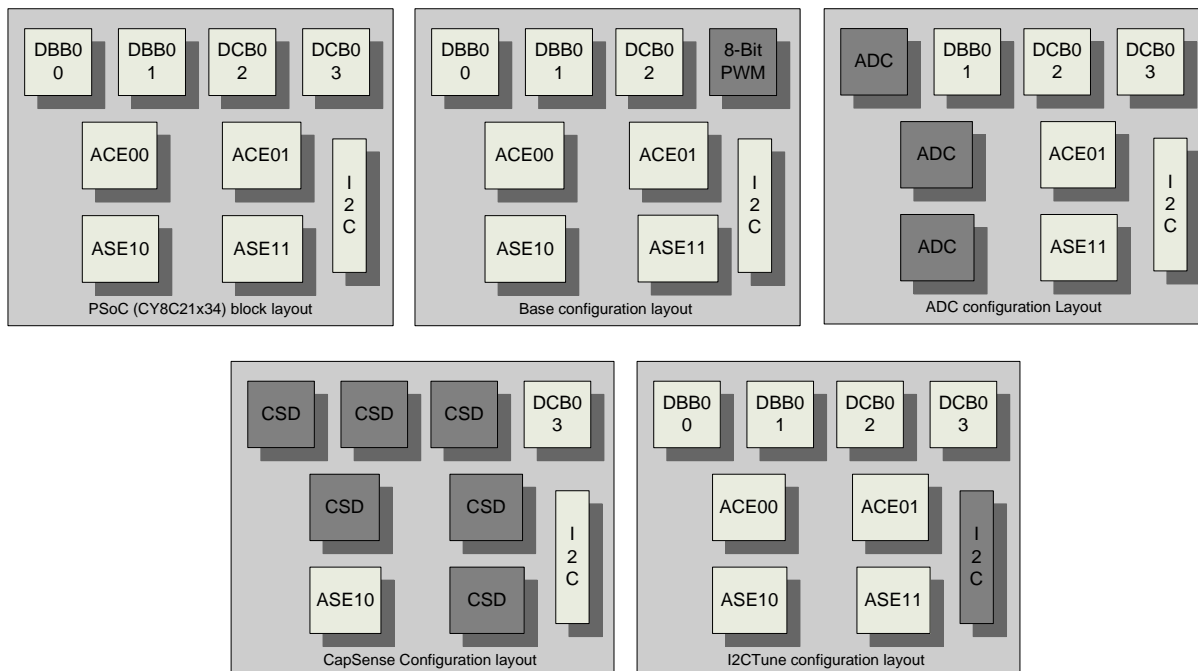 DBB0
0
DBB0
1
DCB0
2
DCB0
3
ACE00
ACE01
I
2
C
ASE10
ASE11
PSoC (CY8C21x34) block layout
DBB0
0
DBB0
1
DCB0
2
8-Bit
PWM
ACE00
ACE01
I
2
C
ASE10
ASE11
Base configuration layout
ADC
DBB0
1
DCB0
2
DCB0
3
ADC
ACE01
I
2
C
ADC
ASE11
ADC configuration Layout
CSD
CSD
CSD
DCB0
3
CSD
CSD
I
2
C
ASE10
CSD
CapSense Configuration layout
DBB0
0
DBB0
1
DCB0
2
DCB0
3
ACE00
ACE01
I
2
C
ASE10
ASE11
I2CTune configuration layout